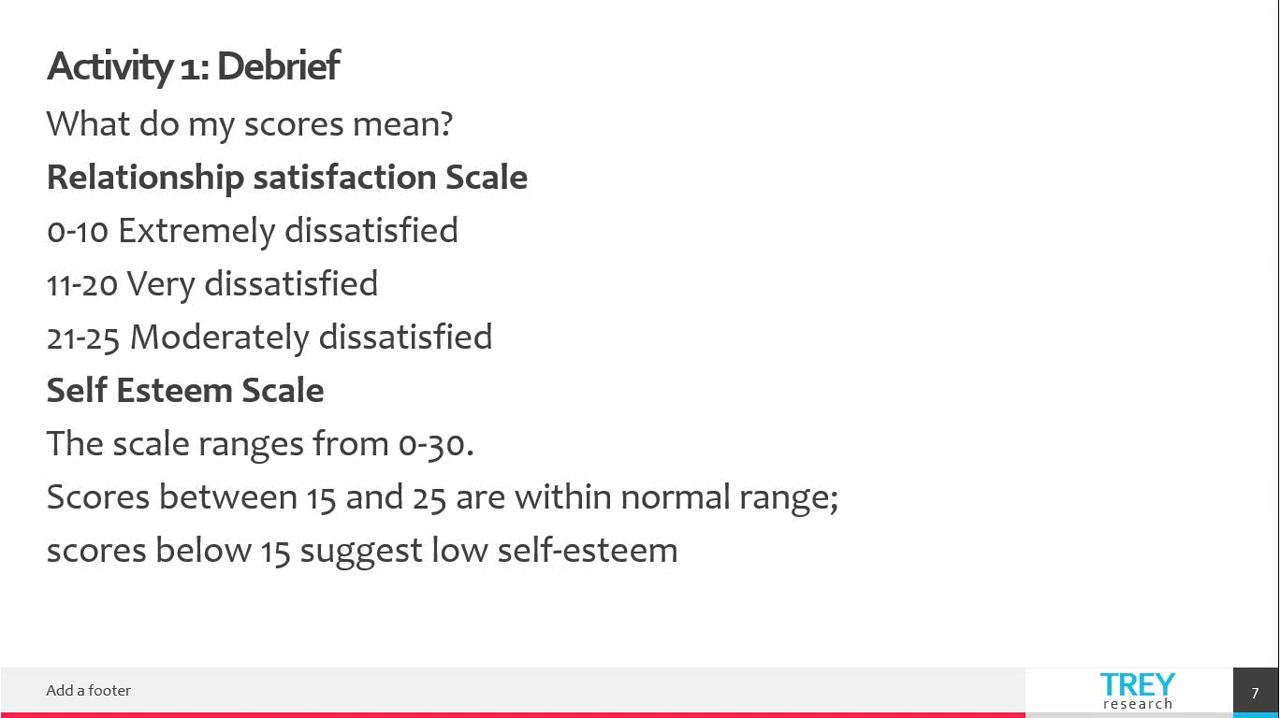 Activity 1: Debrief
What do my scores mean?
Relationship satisfaction Scale
0-10 Extremely dissatisfied
11-20 Very dissatisfied
21-25 Moderately dissatisfied
Self Esteem Scale
The scale ranges from 0-30.
Scores between 15 and 25 are within normal range;
scores below 15 suggest low self-esteem
Add a footer
TREY
research
7